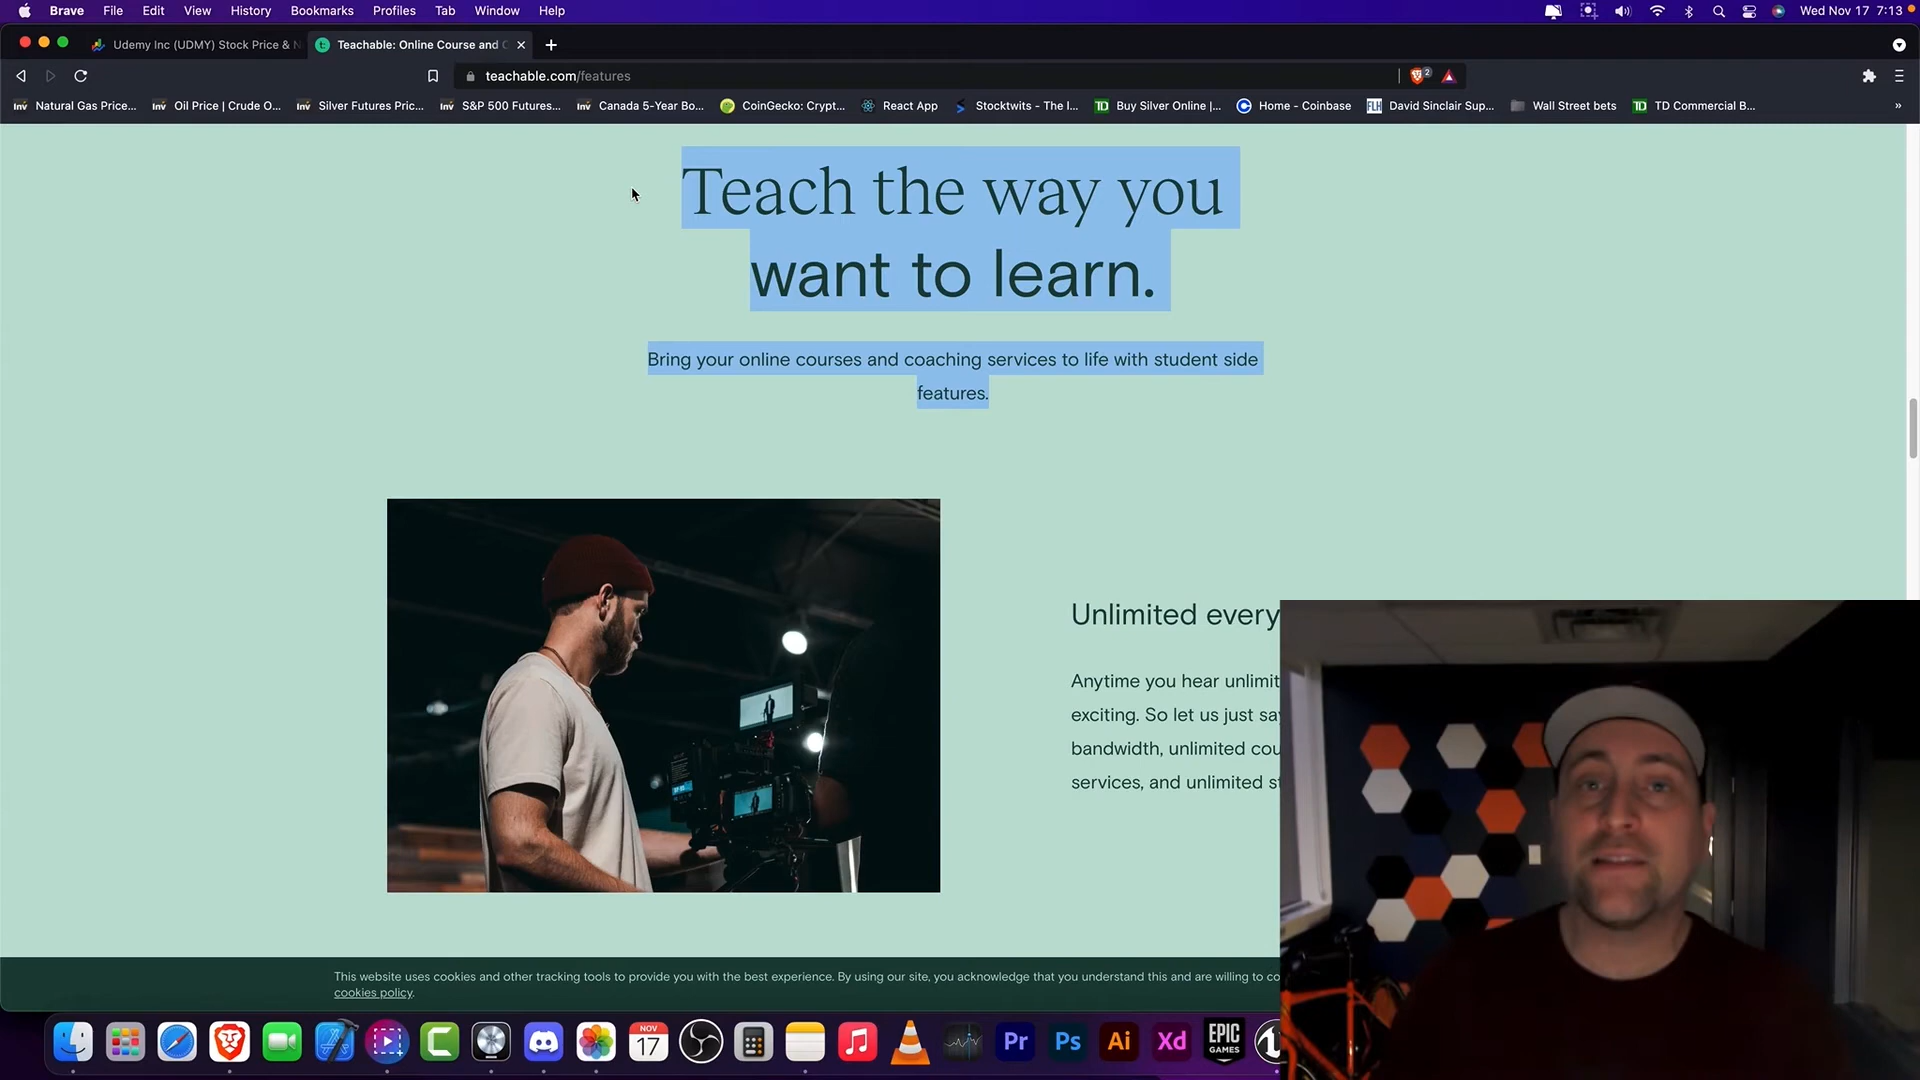 Brave File Edit View History Bookmarks Profiles Tab Window Help Wed Nov 17 7:13
Udemy Inc (UDMY) Stock Price & N Teachable: Online Course and C
teachable.com/features 2
Natural Gas Price... Oil Price | Crude O... Silver Futures Pric... S&P 500 Futures... Canada 5-Year Bo... CoinGecko: Crypt... React App Stocktwits - The I... Buy Silver Online |... Home - Coinbase David Sinclair Sup... Wall Street bets TD Commercial B... »
Teach the way you
want to learn.
Bring your online courses and coaching services to life with student side
features.
Unlimited every
Anytime you hear unlimit
exciting. So let us just sa
bandwidth, unlimited cou
services, and unlimited st
This website uses cookies and other tracking tools to provide you with the best experience. By using our site, you acknowledge that you understand this and are willing to co
cookies policy.
NOV
17
Pr Ps Ai Xd
EPIC
GAMES